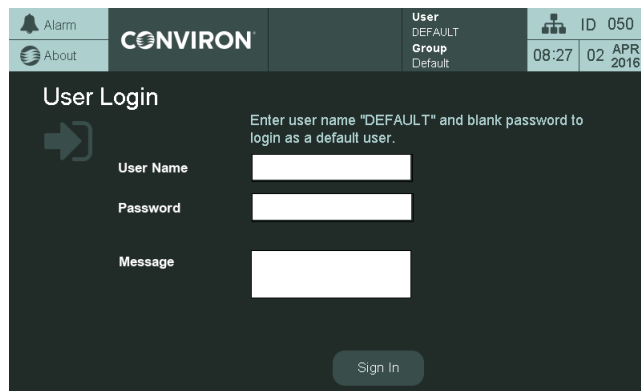 Alarm
About
CONVIRON
User
DEFAULT
Group
Default
ID 050
08:27 02 APR 2016
User Login
Enter user name "DEFAULT" and blank password to
login as a default user.
User Name
Password
Message
Sign In